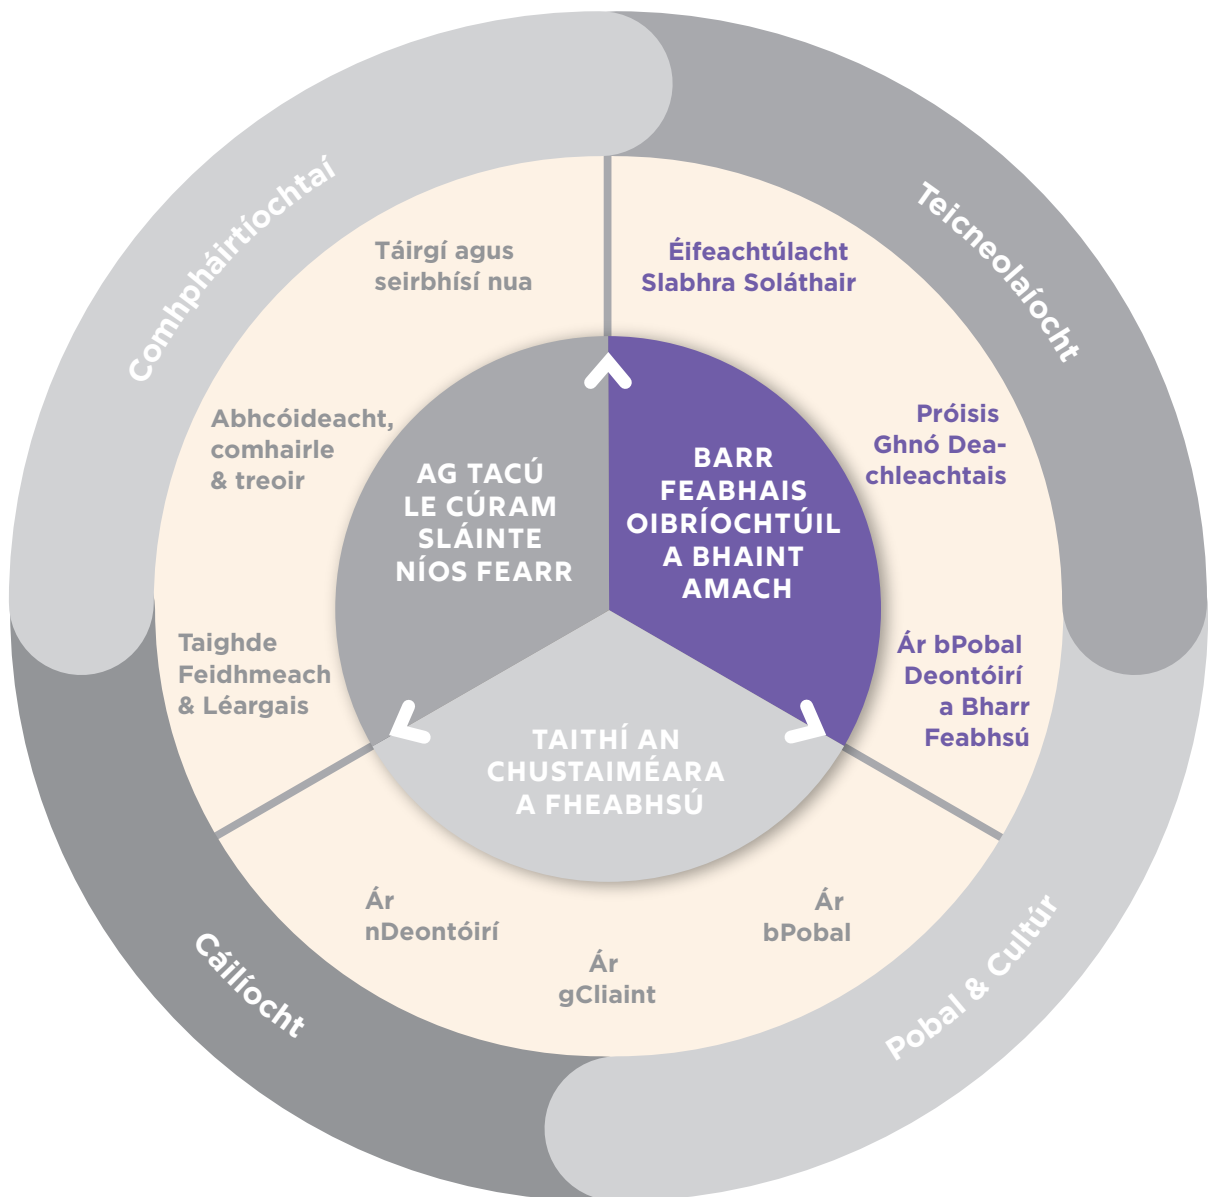 Comhpháirtíochtaí
Teicneolaíocht
Pobal & Cultúr
Cáilíocht
Táirgí agus
seirbhísí nua
Abhcóideacht,
comhairle
& treoir
Taighde
Feidhmeach
& Léargais
Éifeachtúlacht
Slabhra Soláthair
Próisis
Ghnó Dea-
chleachtais
Ár bPobal
Deontóirí
a Bharr
Feabhsú
AG TACÚ
LE CÚRAM
SLÁINTE
NÍOS FEARR
BARR
FEABHAIS
OIBRÍOCHTÚIL
A BHAINT
AMACH
TAITHÍ AN
CHUSTAIMÉARA
A FHEABHSÚ
Ár
nDeontóirí
Ár
gCliaint
Ár
bPobal